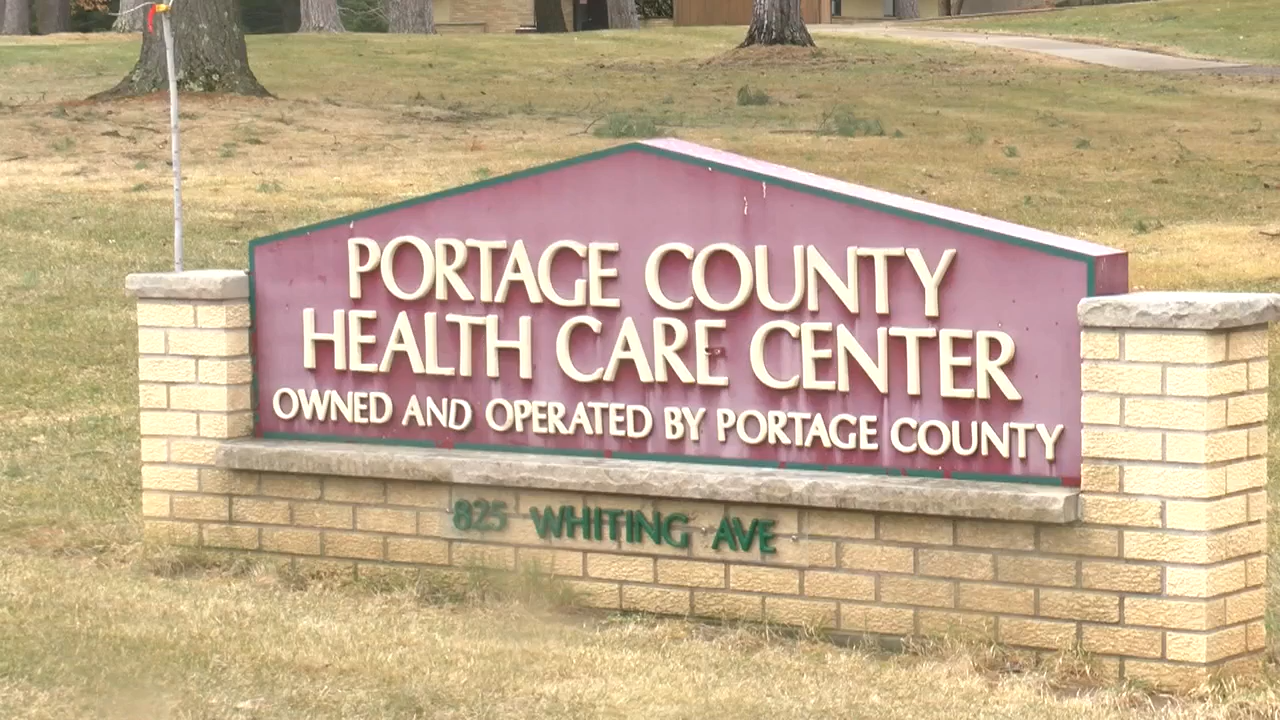 PORTAGE COUNTY
HEALTH CARE CENTER
OWNED AND OPERATED BY PORTAGE COUNTY
825 WHITING AVE